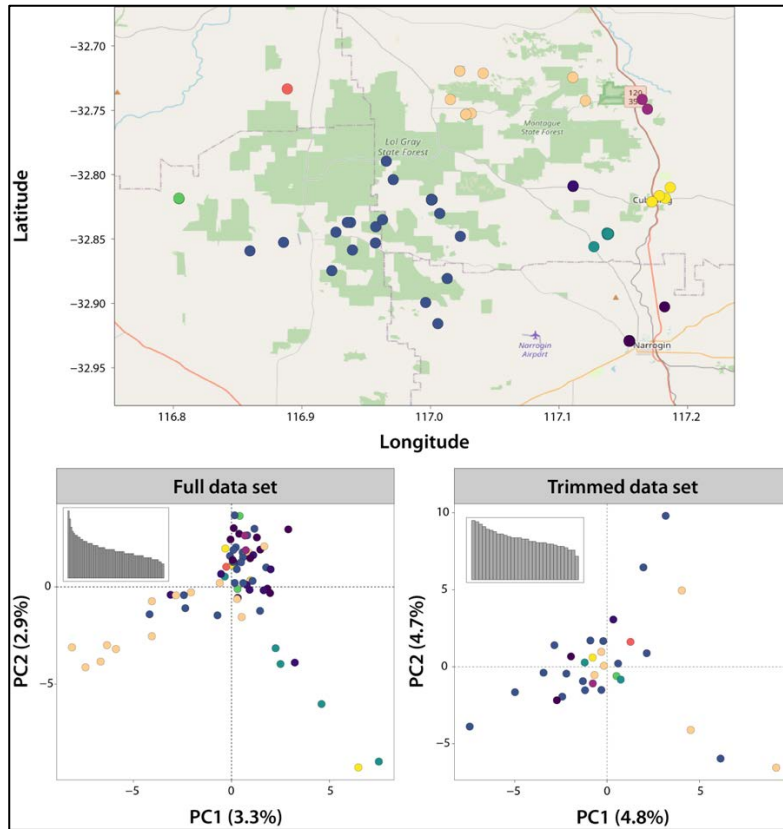 −32.70
−32.75
−32.80
−32.85
−32.90
−32.95
Latitude
120
Lol Gray
State Forest
Montague
State Forest
Narrogin
Airport
Narrogin
116.8
116.9
117.0
117.1
117.2
Longitude
Full data set
0
−5
PC2 (2.9%)
0
5
PC1 (3.3%)
Trimmed data set
10
5
0
−5
PC2 (4.7%)
0
5
PC1 (4.8%)